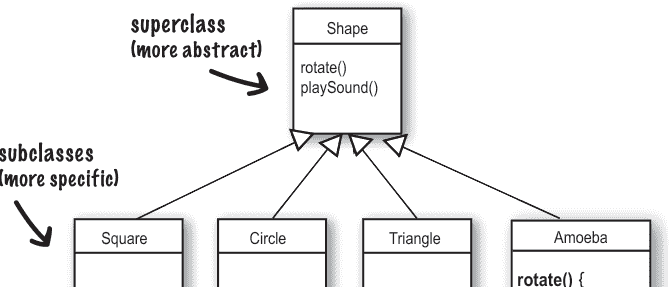 superclass
(more abstract)
Shape
rotate()
playSound()
subclasses
(more specific)
Square
Circle
Triangle
Amoeba
rotate() {